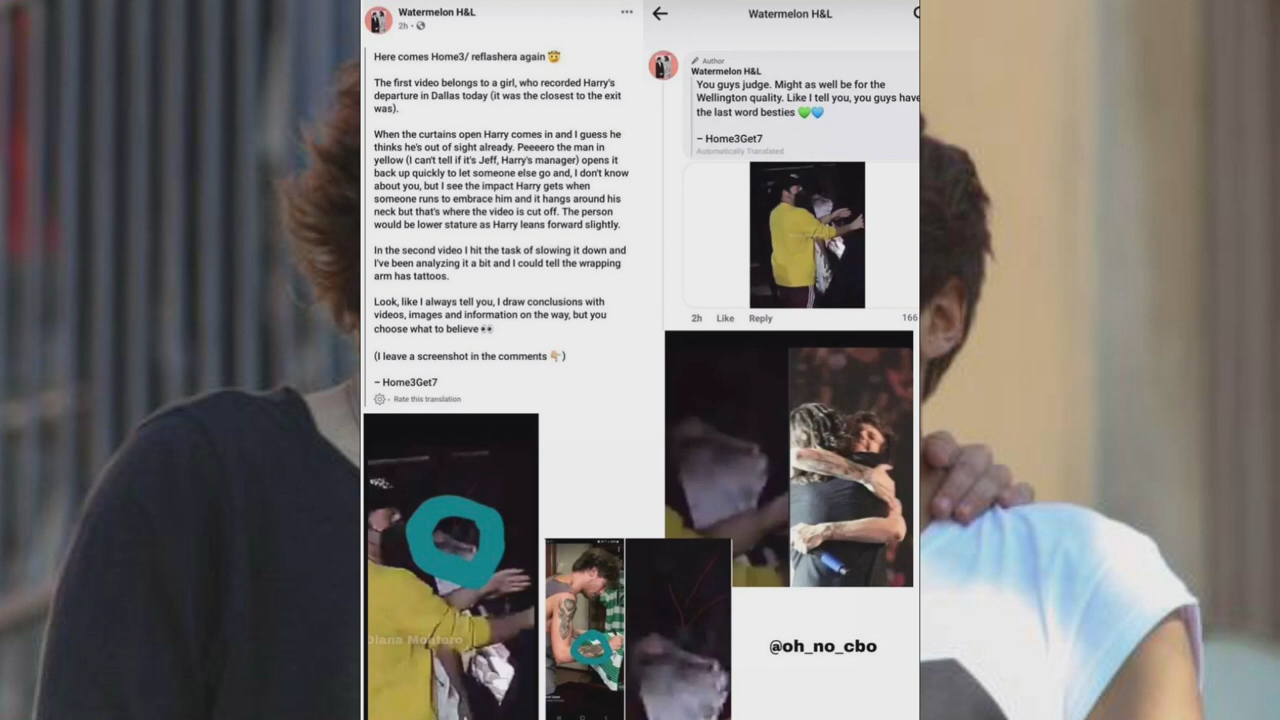 Watermelon H&L
2h
Here comes Home3/ reflashera again 🤠
The first video belongs to a girl, who recorded Harry's
departure in Dallas today (it was the closest to the exit
was).
When the curtains open Harry comes in and I guess he
thinks he's out of sight already. Peeeero the man in
yellow (I can't tell if it's Jeff, Harry's manager) opens it
back up quickly to let someone else go and, I don't know
about you, but I see the impact Harry gets when
someone runs to embrace him and it hangs around his
neck but that's where the video is cut off. The person
would be lower stature as Harry leans forward slightly.
In the second video I hit the task of slowing it down and
I've been analyzing it a bit and I could tell the wrapping
arm has tattoos.
Look, like I always tell you, I draw conclusions with
videos, images and information on the way, but you
choose what to believe 👀
(I leave a screenshot in the comments 👇🏼)
– Home3Get7
Rate this translation
Diana Montoro
Watermelon H&L
Author
Watermelon H&L
You guys judge. Might as well be for the
Wellington quality. Like I tell you, you guys have
the last word besties 💚💙
– Home3Get7
Automatically Translated
2h Like Reply 166
@oh_no_cbo